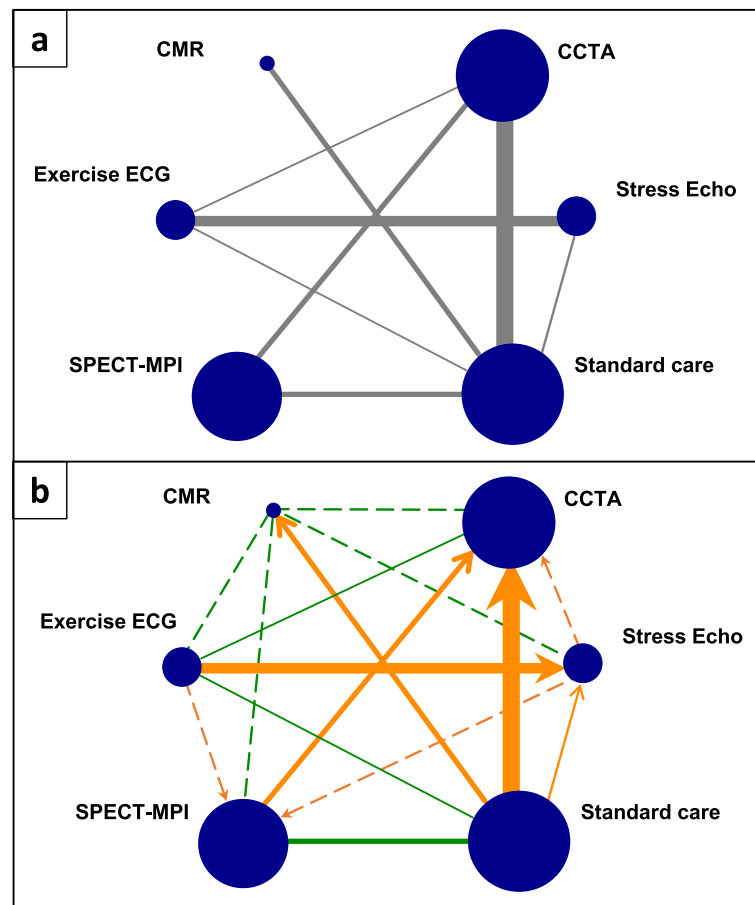 a
CMR
CCTA
Exercise ECG
Stress Echo
SPECT-MPI
Standard care
b
CMR
CCTA
Exercise ECG
Stress Echo
SPECT-MPI
Standard care